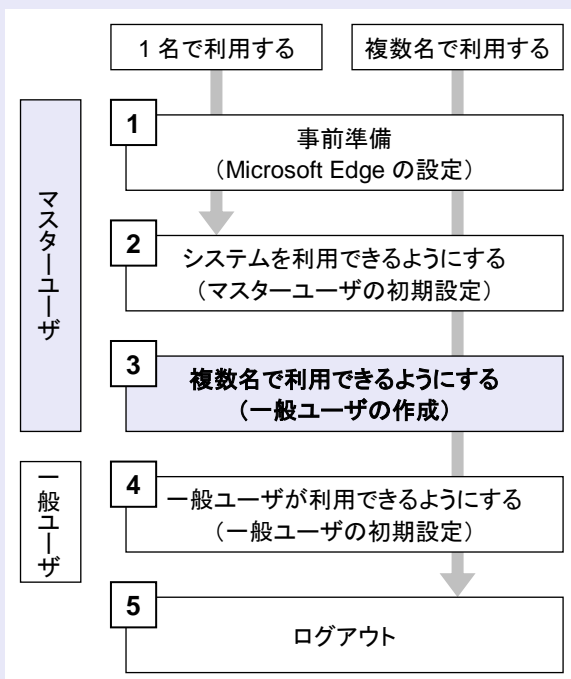 1 名で利用する
複数名で利用する
マスターユーザ
1
事前準備
（Microsoft Edge の設定）
2
システムを利用できるようにする
（マスターユーザの初期設定）
3
複数名で利用できるようにする
（一般ユーザの作成）
一般ユーザ
4
一般ユーザが利用できるようにする
（一般ユーザの初期設定）
5
ログアウト